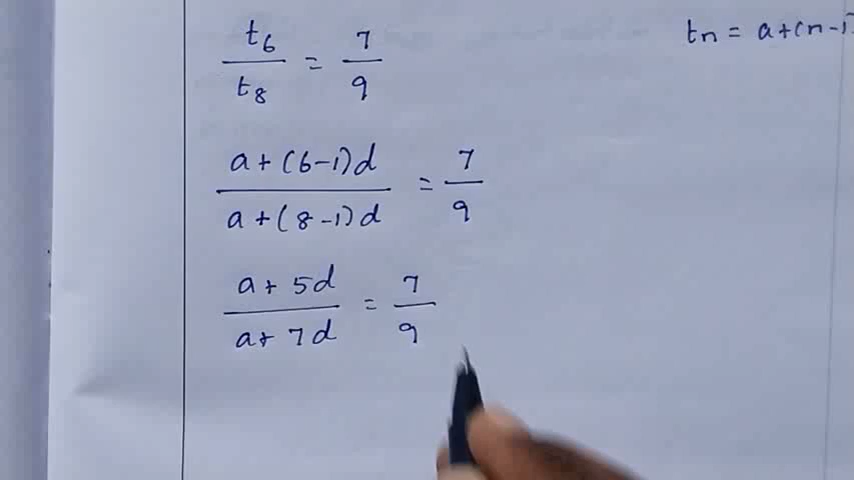 t6/t8 = 7/9
tn = a+(n-1)
a+(6-1)d / a+(8-1)d = 7/9
a+5d / a+7d = 7/9